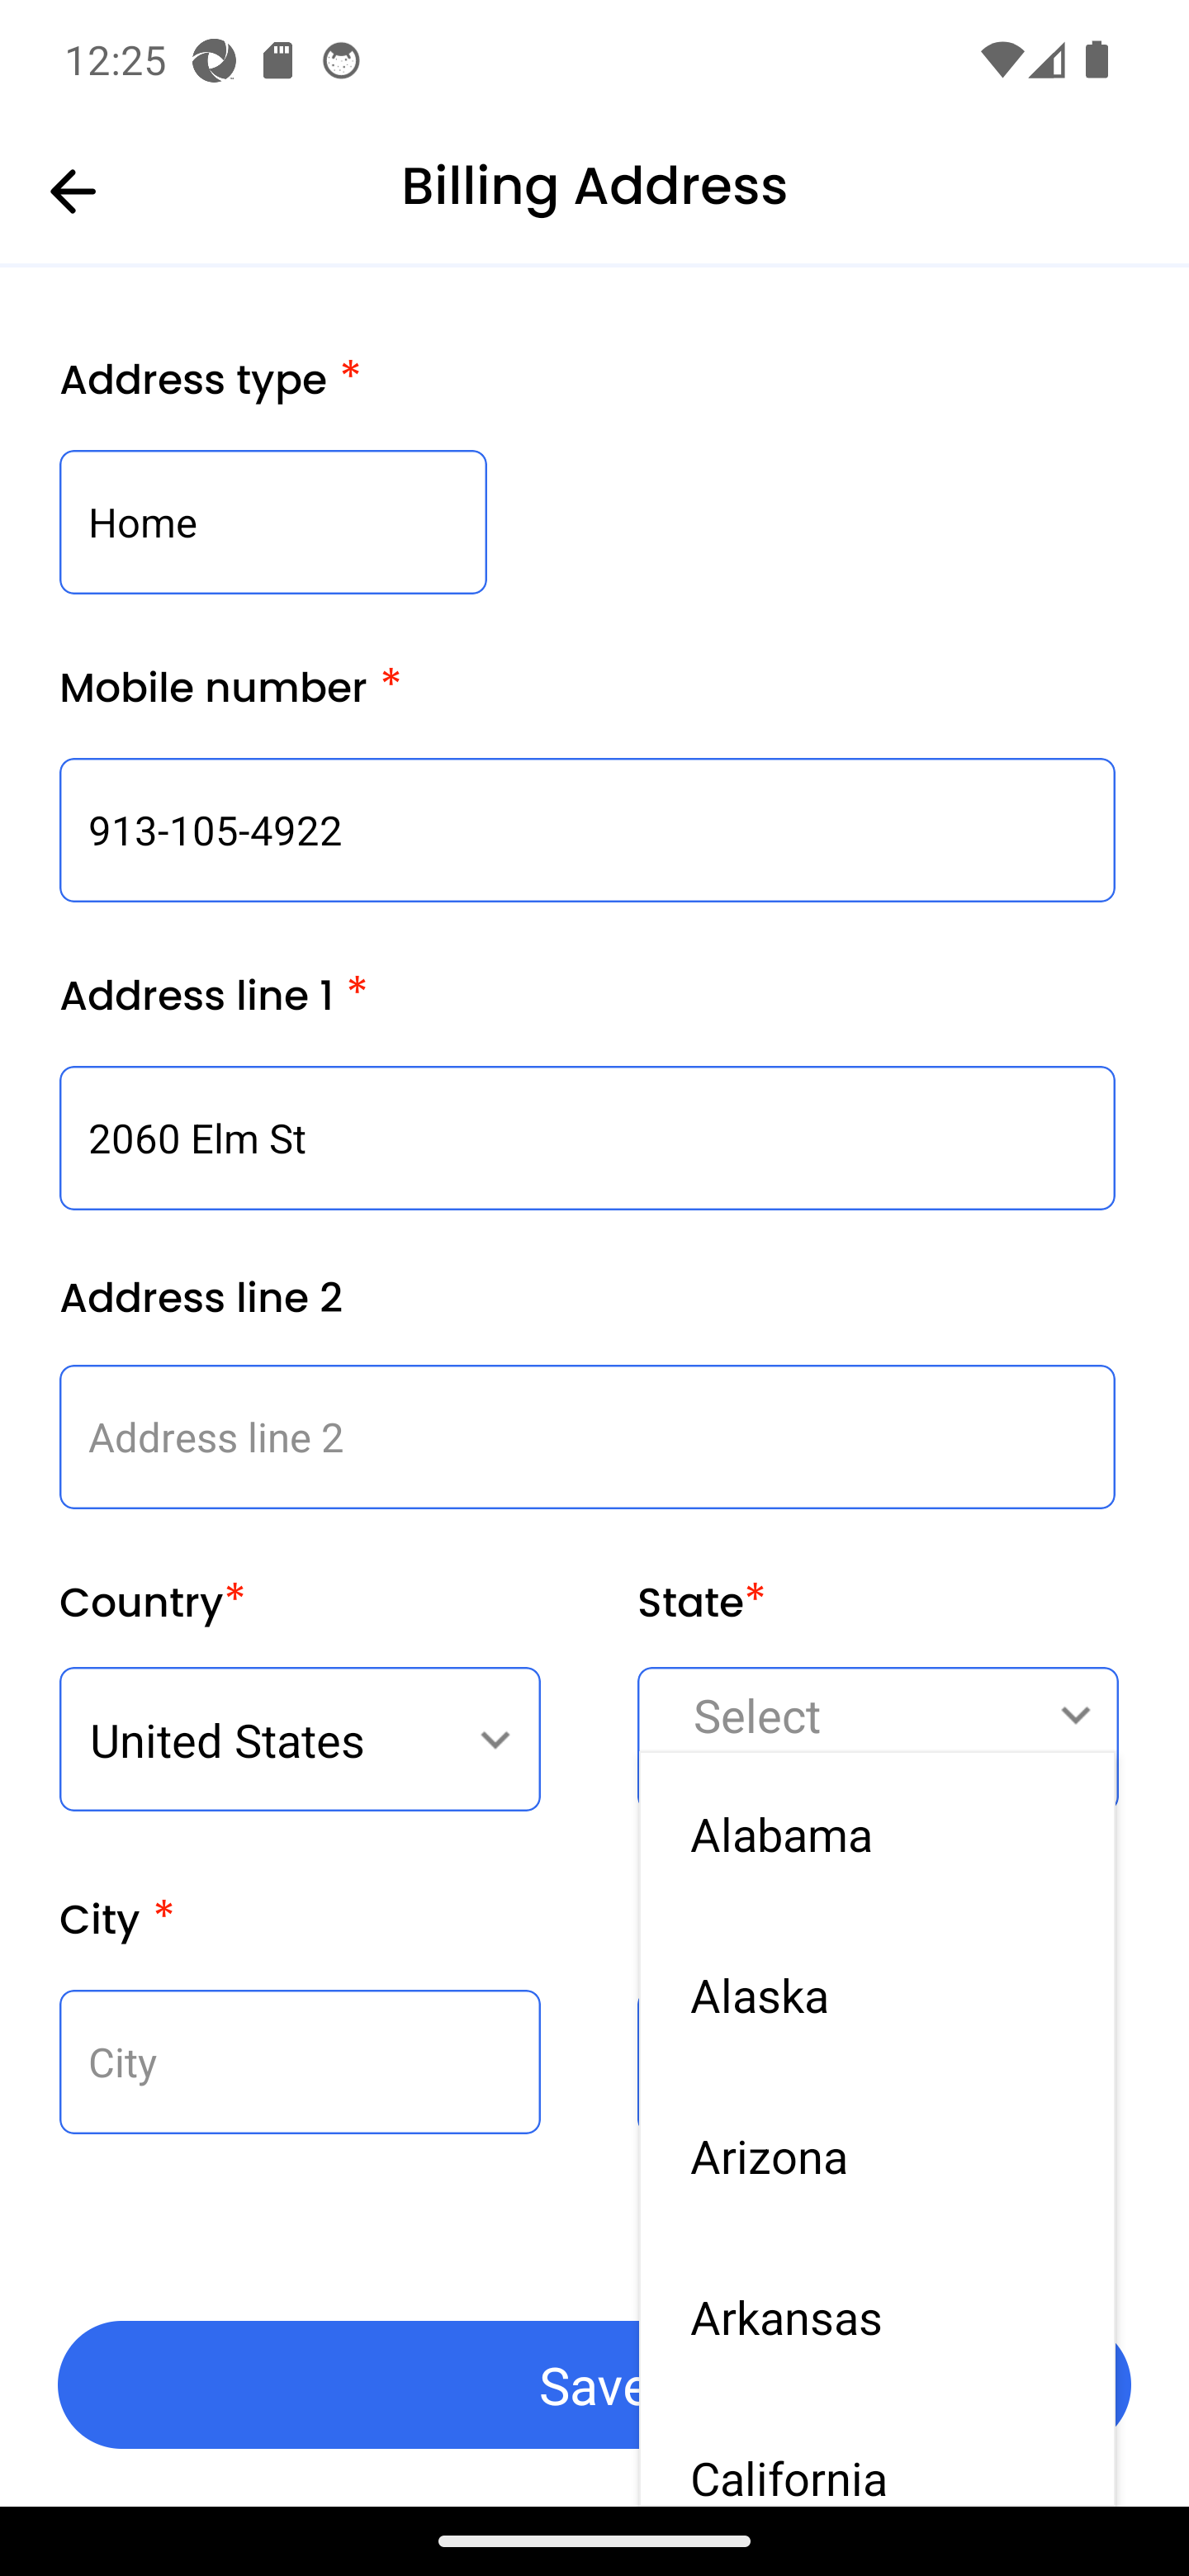 12:25
Billing Address
Address type *
Home
Mobile number *
913-105-4922
Address line 1 *
2060 Elm St
Address line 2
Address line 2
Country* State*
United States Select
Alabama
City *
Alaska
City
Arizona
Arkansas
Save
California